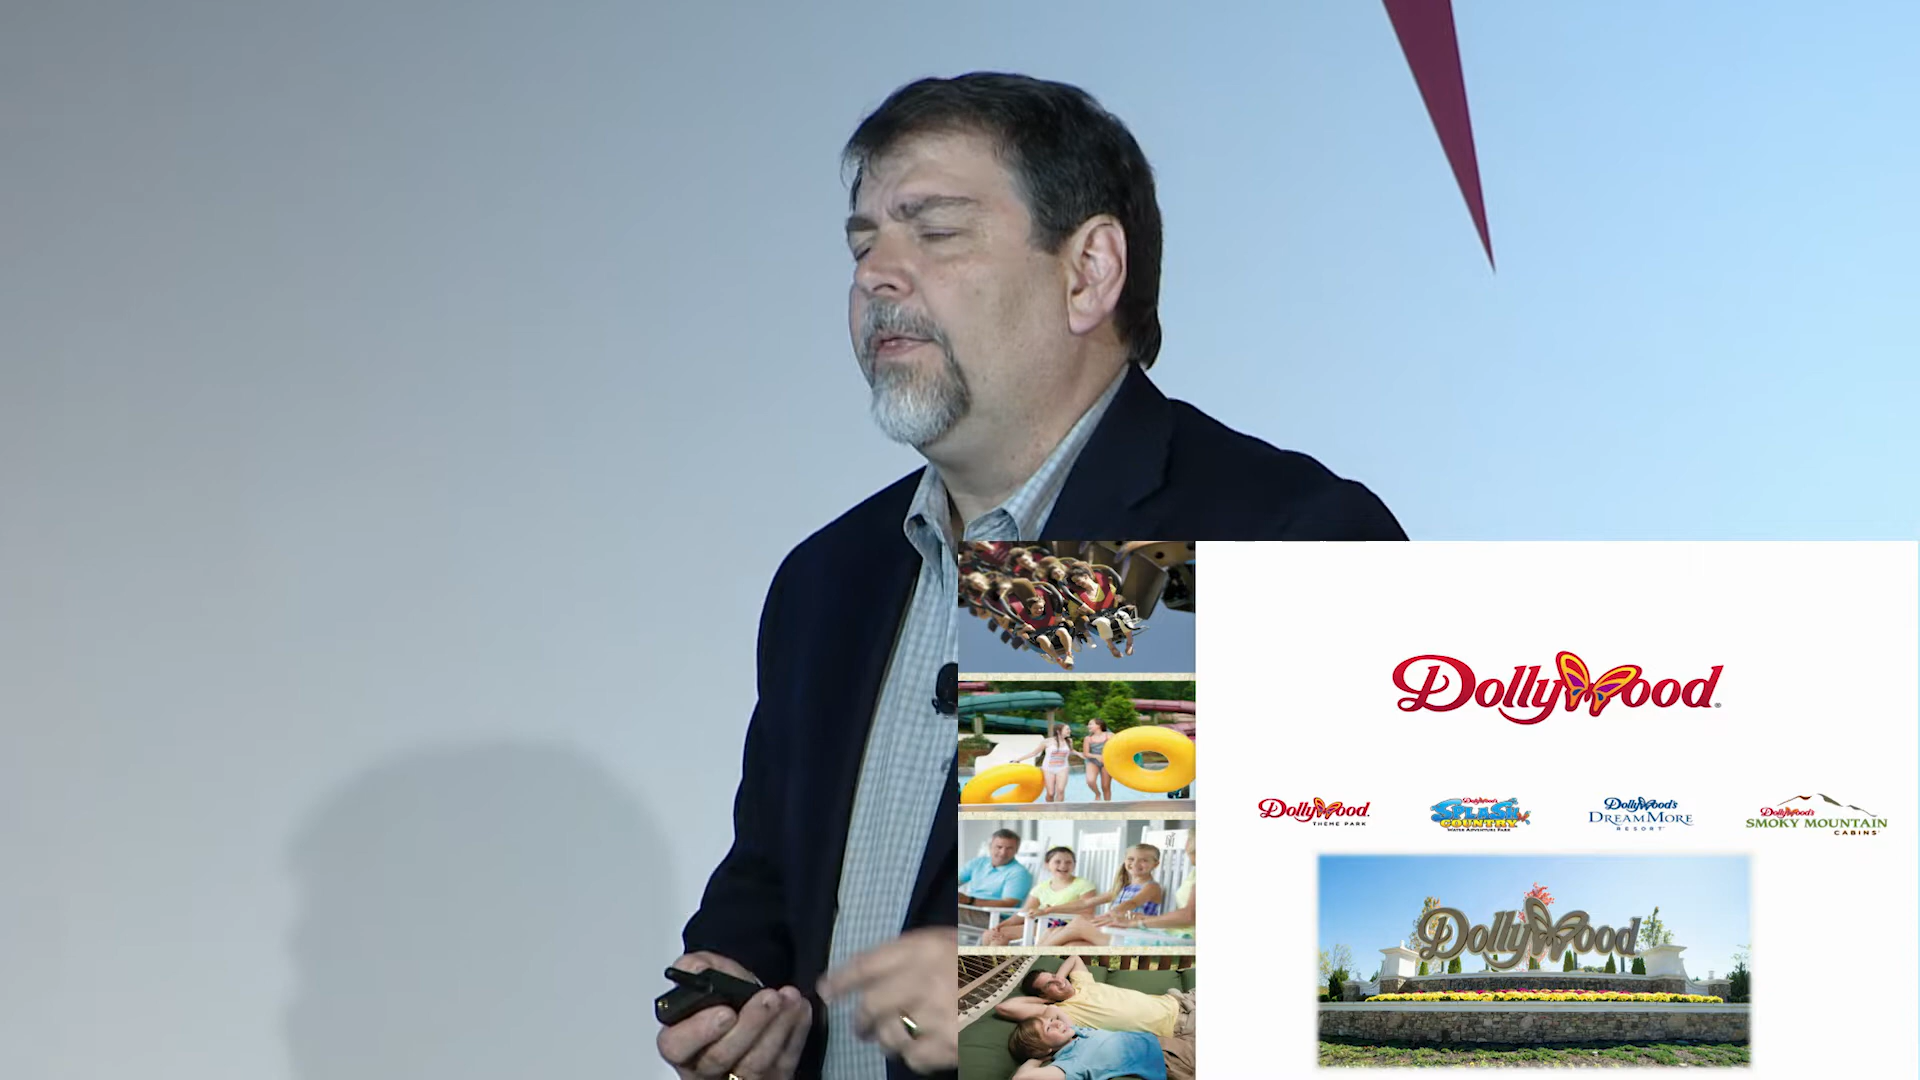 Dollywood®
Dollywood
THEME PARK
Dollywood's
SPLASH
COUNTRY
WATER ADVENTURE PARK
Dollywood's
DREAMMORE
RESORT
Dollywood's
SMOKY MOUNTAIN
CABINS
Dollywood